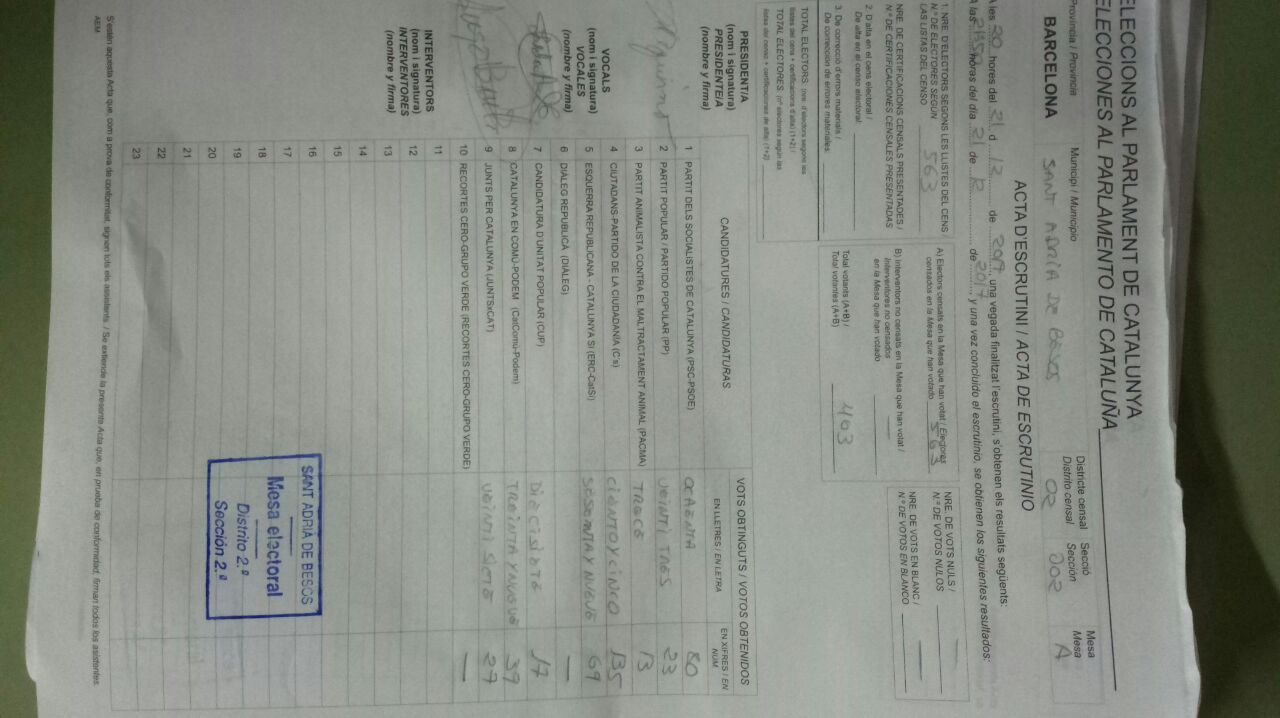 ELECCIONS AL PARLAMENT DE CATALUNYA
ELECCIONES AL PARLAMENTO DE CATALUÑA
Província / Provincia Municipi / Municipio Districte censal Secció Mesa
Distrito censal Sección Mesa
BARCELONA SANT ADRIA DE BESOS 02 002 A
ACTA D'ESCRUTINI / ACTA DE ESCRUTINIO
A les 20 hores del 21 d 12 de 2017, una vegada finalitzat l'escrutini, s'obtenen els resultats següents:
A las horas del día 21 de 12 de 2017 y una vez concluido el escrutinio, se obtienen los siguientes resultados:
1. NRE. D'ELECTORS SEGONS LES LLISTES DEL CENS /
N.º DE ELECTORES SEGÚN
LAS LISTAS DEL CENSO 563
NRE. DE CERTIFICACIONS CENSALS PRESENTADES /
N.º DE CERTIFICACIONES CENSALES PRESENTADAS
2. D'alta en el cens electoral /
De alta en el censo electoral:
3. De correcció d'errors materials /
De corrección de errores materiales:
TOTAL ELECTORS: (nre. d'electors segons les
llistes del cens + certificacions d'alta) (1+2) /
TOTAL ELECTORES: (nº electores según las
listas del censo + certificaciones de alta) (1+2)
A) Electors censats en la Mesa que han votat / Electores
censados en la Mesa que han votado 563
B) Interventors no censats en la Mesa que han votat /
Interventores no censados
en la Mesa que han votado —
Total votants (A+B) /
Total votantes (A+B) 403
NRE. DE VOTS NULS /
N.º DE VOTOS NULOS —
NRE. DE VOTS EN BLANC /
N.º DE VOTOS EN BLANCO —
PRESIDENT/A
(nom i signatura)
PRESIDENTE/A
(nombre y firma)
VOCALS
(nom i signatura)
VOCALES
(nombre y firma)
INTERVENTORS
(nom i signatura)
INTERVENTORES
(nombre y firma)
CANDIDATURES / CANDIDATURAS VOTS OBTINGUTS / VOTOS OBTENIDOS
EN LLETRES / EN LETRA EN XIFRES / EN NUM.
1 PARTIT DELS SOCIALISTES DE CATALUNYA (PSC-PSOE) OCHENTA 80
2 PARTIT POPULAR / PARTIDO POPULAR (PP) VEINTITRES 23
3 PARTIT ANIMALISTA CONTRA EL MALTRACTAMENT ANIMAL (PACMA) TRECE 13
4 CIUTADANS-PARTIDO DE LA CIUDADANÍA (C's) CIENTO Y CINCO 135
5 ESQUERRA REPUBLICANA - CATALUNYA SÍ (ERC-CatSí) SESENTA Y NUEVE 69
6 DIÀLEG REPUBLICÀ (DIÀLEG) —
7 CANDIDATURA D'UNITAT POPULAR (CUP) DIECISIETE 17
8 CATALUNYA EN COMÚ-PODEM (CatComú-Podem) TREINTA Y NUEVE 39
9 JUNTS PER CATALUNYA (JUNTSxCAT) VEINTISIETE 27
10 RECORTES CERO-GRUPO VERDE (RECORTES CERO-GRUPO VERDE) —
11
12
13
14
15
16
17
18
19
20
21
22
23
SANT ADRIÀ DE BESOS
Mesa electoral
Distrito 2.º
Sección 2.ª
S'estén aquesta Acta que, com a prova de conformitat, signen tots els assistents. / Se extiende la presente Acta que, en prueba de conformidad, firman todos los asistentes.
AEM